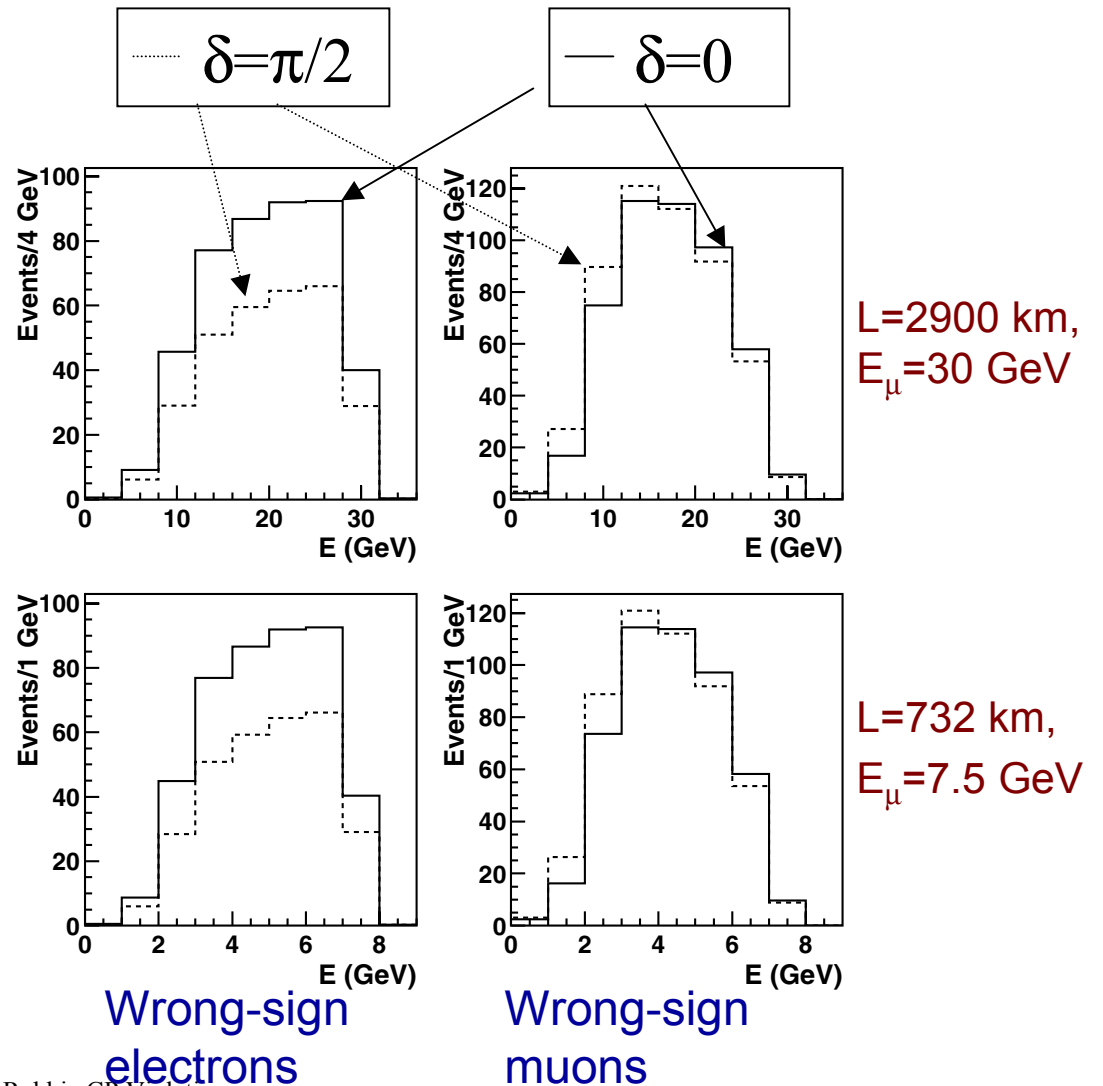 δ=π/2
δ=0
Events/4 GeV
100
80
60
40
20
0
0 10 20 30
E (GeV)
Events/4 GeV
120
100
80
60
40
20
0
0 10 20 30
E (GeV)
L=2900 km,
Eμ=30 GeV
Events/1 GeV
100
80
60
40
20
0
0 2 4 6 8
E (GeV)
Events/1 GeV
120
100
80
60
40
20
0
0 2 4 6 8
E (GeV)
L=732 km,
Eμ=7.5 GeV
Wrong-sign
electrons
Wrong-sign
muons